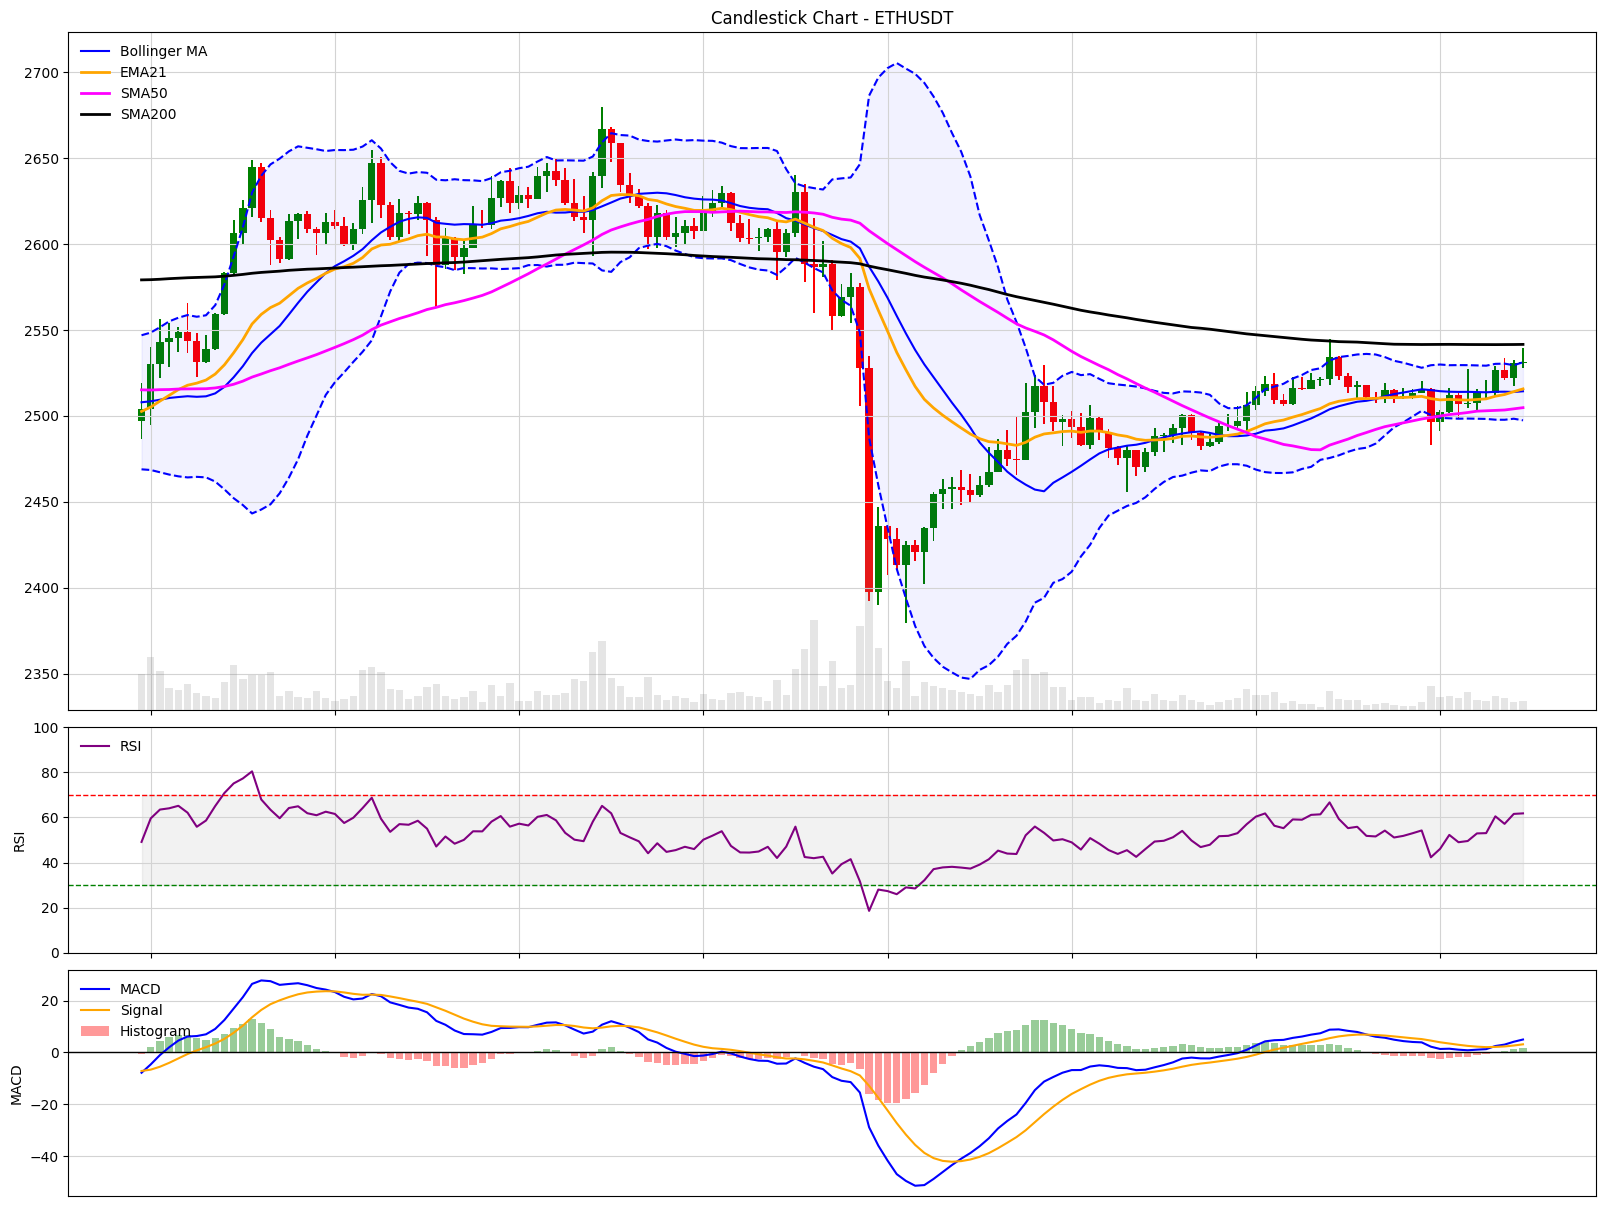 Candlestick Chart - ETHUSDT
Bollinger MA
EMA21
SMA50
SMA200
2700
2650
2600
2550
2500
2450
2400
2350
RSI
100
80
60
40
20
0
RSI
MACD
Signal
Histogram
20
0
−20
−40
MACD